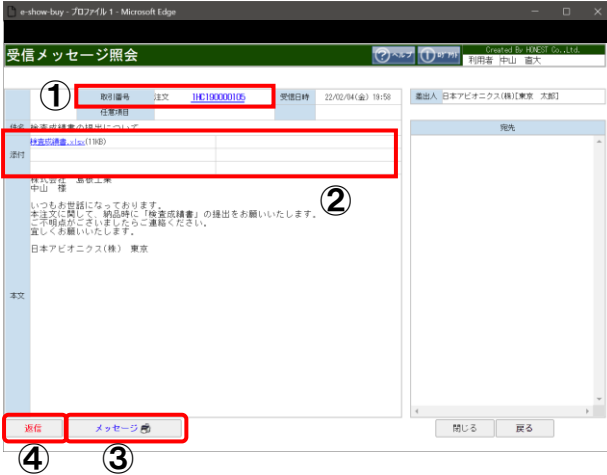 e-show-buy - プロファイル 1 - Microsoft Edge
受信メッセージ照会
ヘルプ
ログアウト
Created By HONEST Co.,Ltd.
利用者 中山 直大
①
取引番号 注文 1HC190000105 受信日時 22/02/04(金) 19:58
差出人 日本アビオニクス(株)[東京 太郎]
任意項目
件名 検査成績書の提出について
宛先
添付 検査成績書.xlsx(11KB)
②
株式会社 島根工業
中山 様
いつもお世話になっております。
本注文に関して、納品時に「検査成績書」の提出をお願いいたします。
ご不明点がございましたらご連絡ください。
宜しくお願いいたします。
日本アビオニクス(株) 東京
本文
返信 メッセージ 閉じる 戻る
④ ③